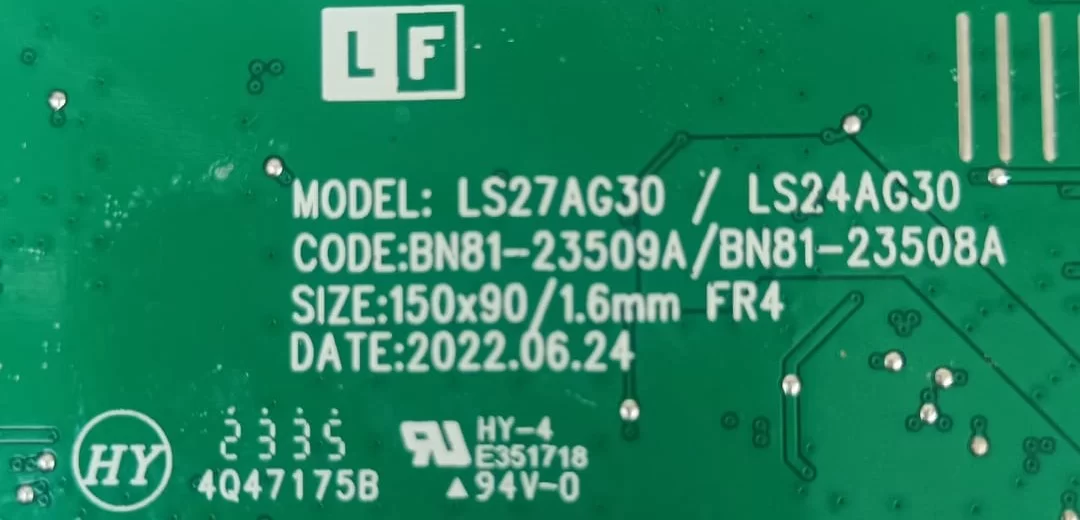 LF
MODEL: LS27AG30 / LS24AG30
CODE:BN81-23509A/BN81-23508A
SIZE:150x90/1.6mm FR4
DATE:2022.06.24
HY
2335
4Q47175B
HY-4
E351718
▲94V-0